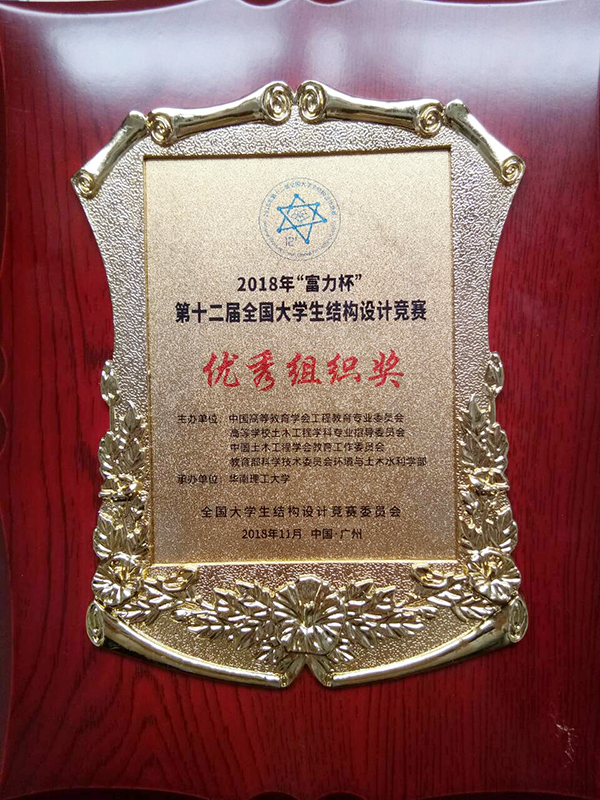 2018年“富力杯”
第十二届全国大学生结构设计竞赛
优秀组织奖
主办单位：中国高等教育学会工程教育专业委员会
高等学校土木工程学科专业指导委员会
中国土木工程学会教育工作委员会
教育部科学技术委员会环境与土木水利学部
承办单位：华南理工大学
全国大学生结构设计竞赛委员会
2018年11月 中国·广州